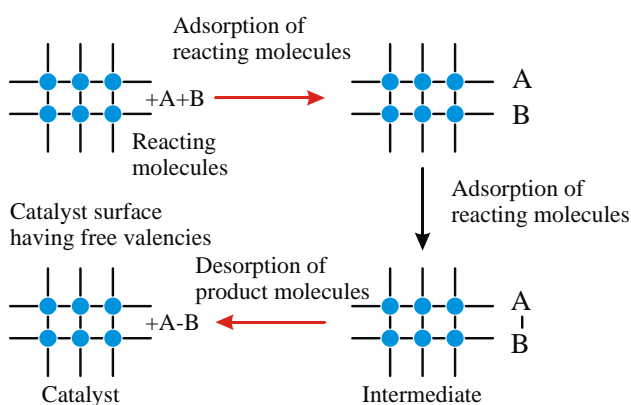 Adsorption of
reacting molecules
+A+B
A
B
Reacting
molecules
Adsorption of
reacting molecules
Catalyst surface
having free valencies
Desorption of
product molecules
+A-B
A
B
Catalyst
Intermediate